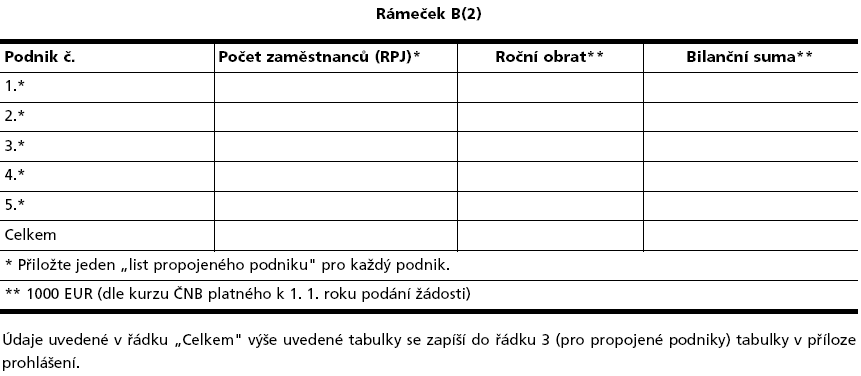 Rámeček B(2)
Podnik č. Počet zaměstnanců (RPJ)* Roční obrat** Bilanční suma**
1.*
2.*
3.*
4.*
5.*
Celkem
* Přiložte jeden „list propojeného podniku" pro každý podnik.
** 1000 EUR (dle kurzu ČNB platného k 1. 1. roku podání žádosti)
Údaje uvedené v řádku „Celkem" výše uvedené tabulky se zapíší do řádku 3 (pro propojené podniky) tabulky v příloze
prohlášení.